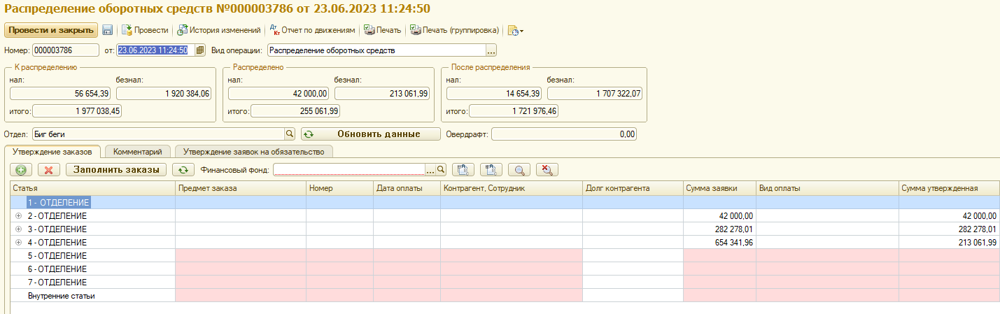 Распределение оборотных средств №000003786 от 23.06.2023 11:24:50
Провести и закрыть Провести История изменений Дт Кт Отчет по движениям Печать Печать (группировка)
Номер: 000003786 от: 23.06.2023 11:24:50 Вид операции: Распределение оборотных средств ...
К распределению Распределено После распределения
нал: безнал: нал: безнал: нал: безнал:
56 654,39 1 920 384,06 42 000,00 213 061,99 14 654,39 1 707 322,07
итого: 1 977 038,45 итого: 255 061,99 итого: 1 721 976,46
Отдел: Биг беги Обновить данные Овердрафт: 0,00
Утверждение заказов Комментарий Утверждение заявок на обязательство
Заполнить заказы Финансовый фонд: ...
Статья Предмет заказа Номер Дата оплаты Контрагент, Сотрудник Долг контрагента Сумма заявки Вид оплаты Сумма утвержденная
1 - ОТДЕЛЕНИЕ
2 - ОТДЕЛЕНИЕ 42 000,00 42 000,00
3 - ОТДЕЛЕНИЕ 282 278,01 282 278,01
4 - ОТДЕЛЕНИЕ 654 341,96 213 061,99
5 - ОТДЕЛЕНИЕ
6 - ОТДЕЛЕНИЕ
7 - ОТДЕЛЕНИЕ
Внутренние статьи